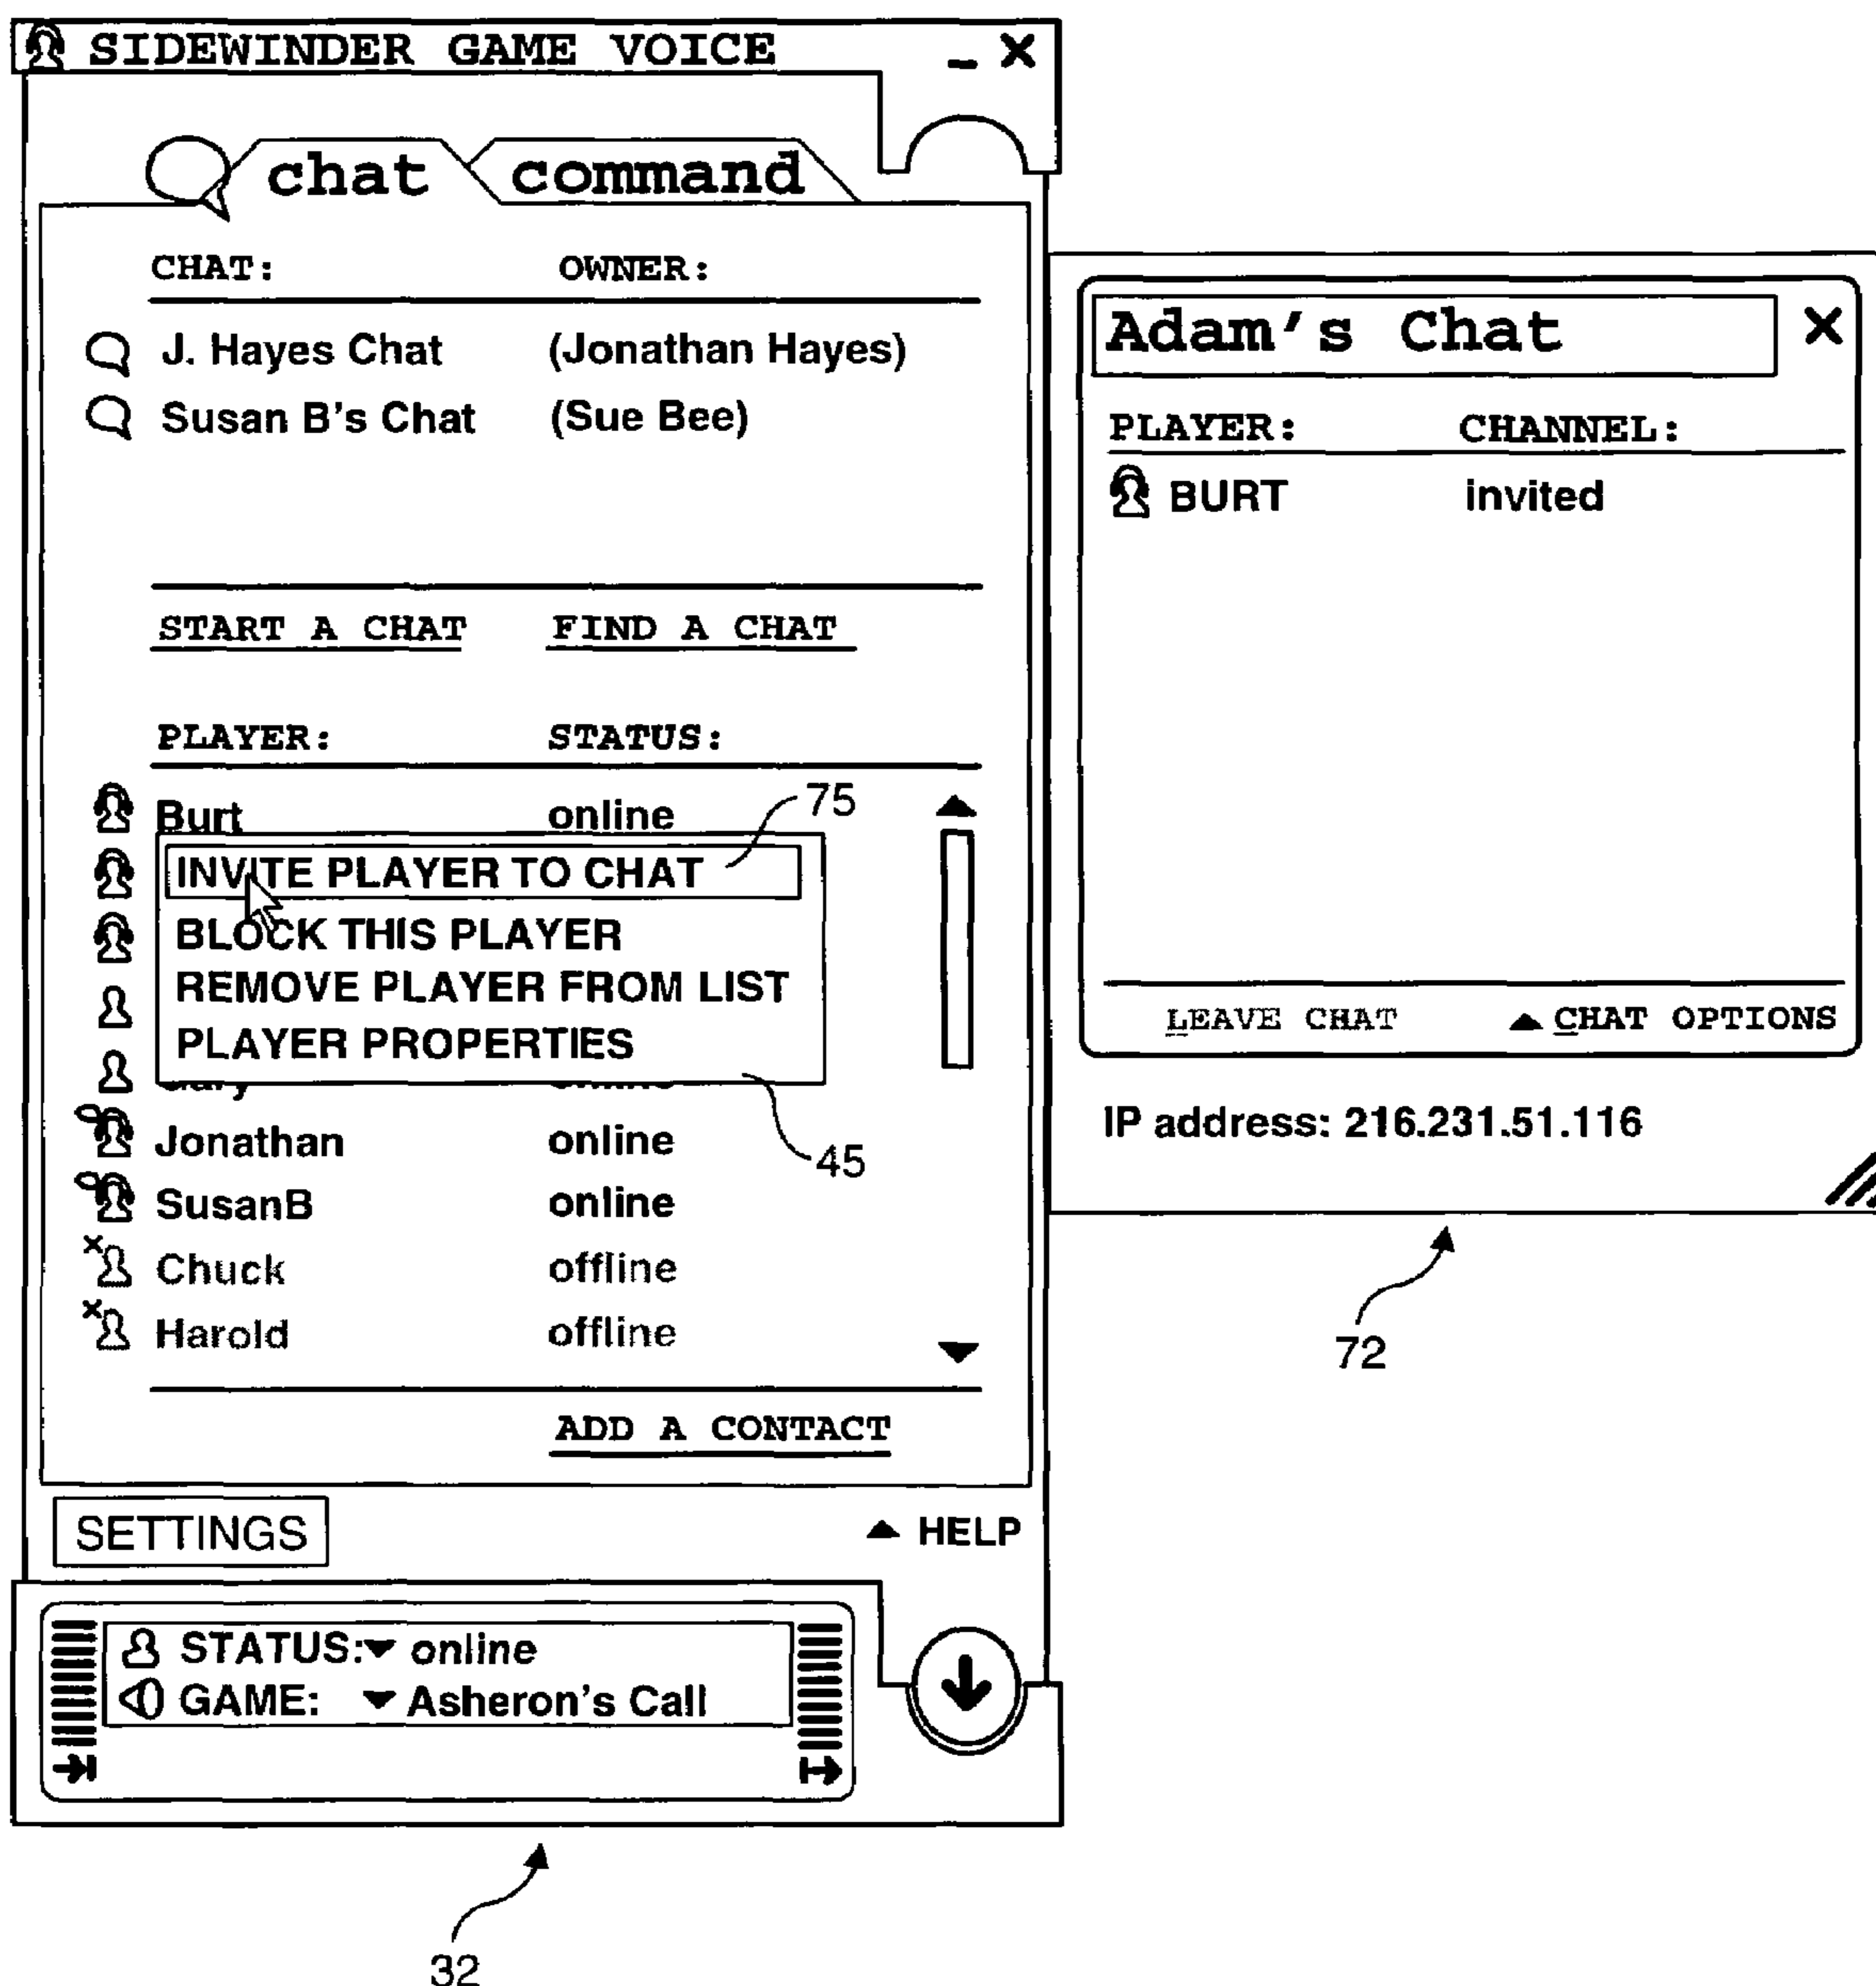 SIDEWINDER GAME VOICE
chat command
CHAT: OWNER:
J. Hayes Chat (Jonathan Hayes)
Susan B's Chat (Sue Bee)
START A CHAT FIND A CHAT
PLAYER: STATUS:
Burt online
75
INVITE PLAYER TO CHAT
BLOCK THIS PLAYER
REMOVE PLAYER FROM LIST
PLAYER PROPERTIES
45
Jonathan online
SusanB online
Chuck offline
Harold offline
ADD A CONTACT
SETTINGS HELP
STATUS: online
GAME: Asheron's Call
32
Adam's Chat
PLAYER: CHANNEL:
BURT invited
LEAVE CHAT CHAT OPTIONS
IP address: 216.231.51.116
72